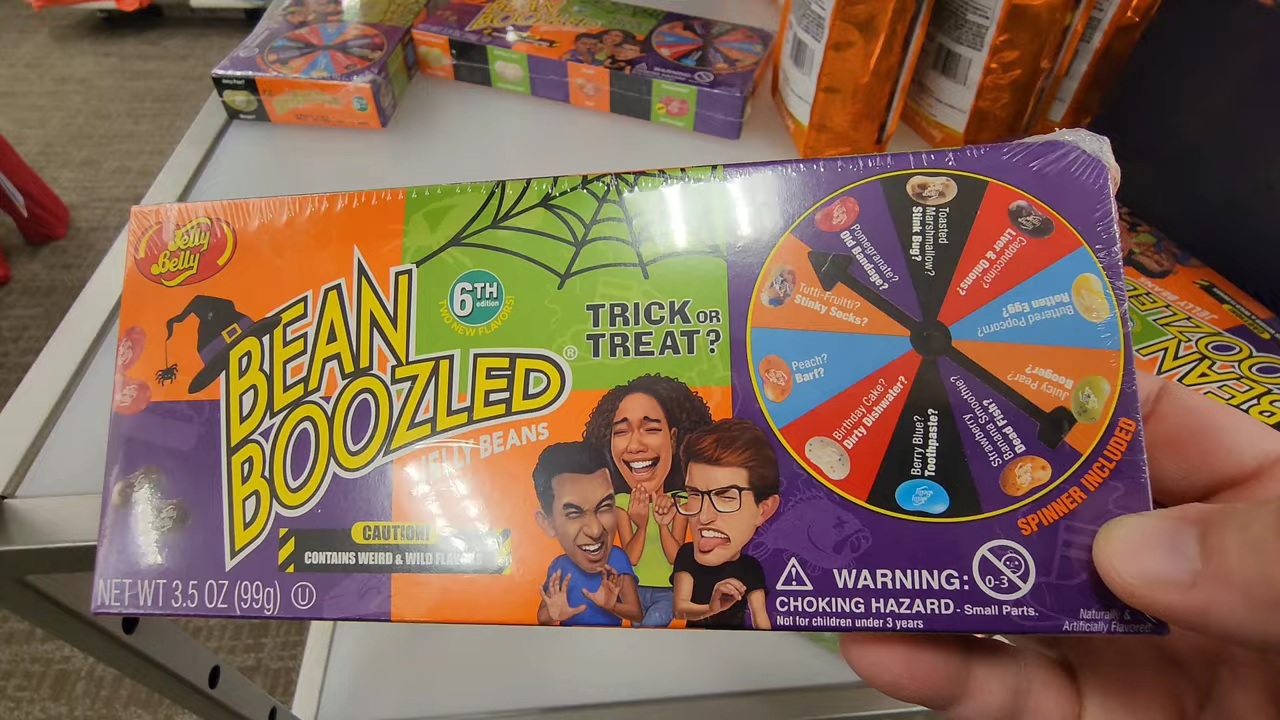 Jelly
Belly
BEAN
BOOZLED®
JELLY BEANS
6TH
edition
TWO NEW FLAVORS!
TRICK OR
TREAT?
CAUTION!
CONTAINS WEIRD & WILD FLAVORS
NET WT 3.5 OZ (99g) U
Toasted
Marshmallow?
Stink Bug?
Cappuccino?
Liver & Onions?
Buttered Popcorn?
Rotten Egg?
Juicy Pear?
Booger?
Strawberry
Banana Smoothie?
Dead Fish?
Berry Blue?
Toothpaste?
Birthday Cake?
Dirty Dishwater?
Peach?
Barf?
Tutti-Fruitti?
Stinky Socks?
Pomegranate?
Old Bandage?
SPINNER INCLUDED
WARNING:
0-3
CHOKING HAZARD - Small Parts.
Not for children under 3 years
Naturally &
Artificially Flavored
BEAN
BOOZLE